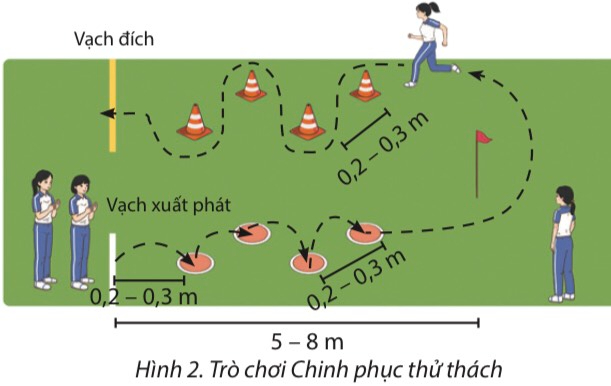 Vạch đích
0,2 – 0,3 m
Vạch xuất phát
0,2 – 0,3 m
0,2 – 0,3 m
5 – 8 m
Hình 2. Trò chơi Chinh phục thử thách